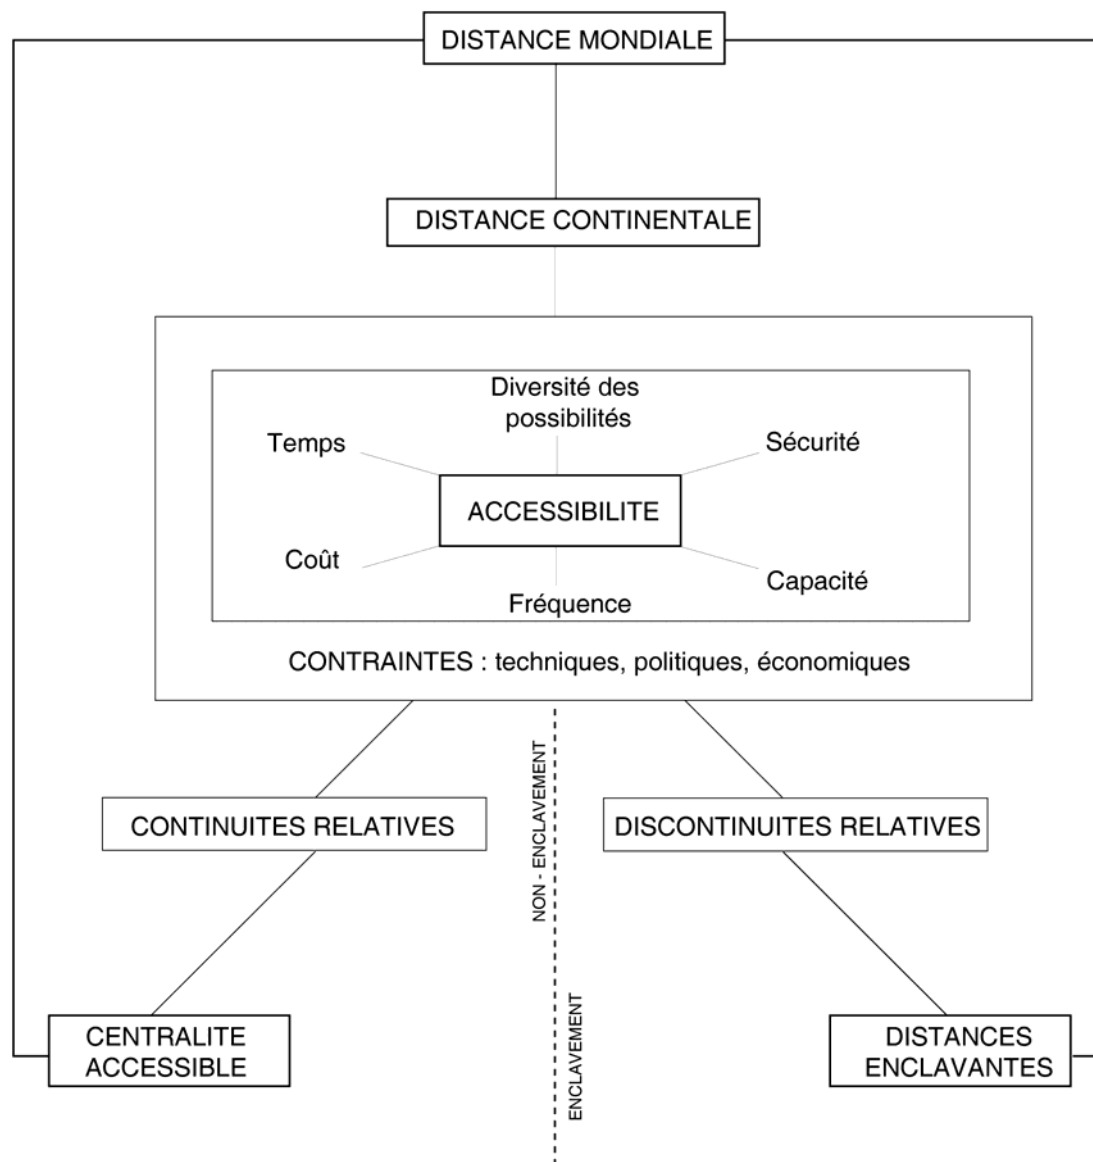 DISTANCE MONDIALE
DISTANCE CONTINENTALE
Diversité des
possibilités
Temps
Sécurité
ACCESSIBILITE
Coût
Capacité
Fréquence
CONTRAINTES : techniques, politiques, économiques
NON - ENCLAVEMENT
CONTINUITES RELATIVES
DISCONTINUITES RELATIVES
ENCLAVEMENT
CENTRALITE
ACCESSIBLE
DISTANCES
ENCLAVANTES